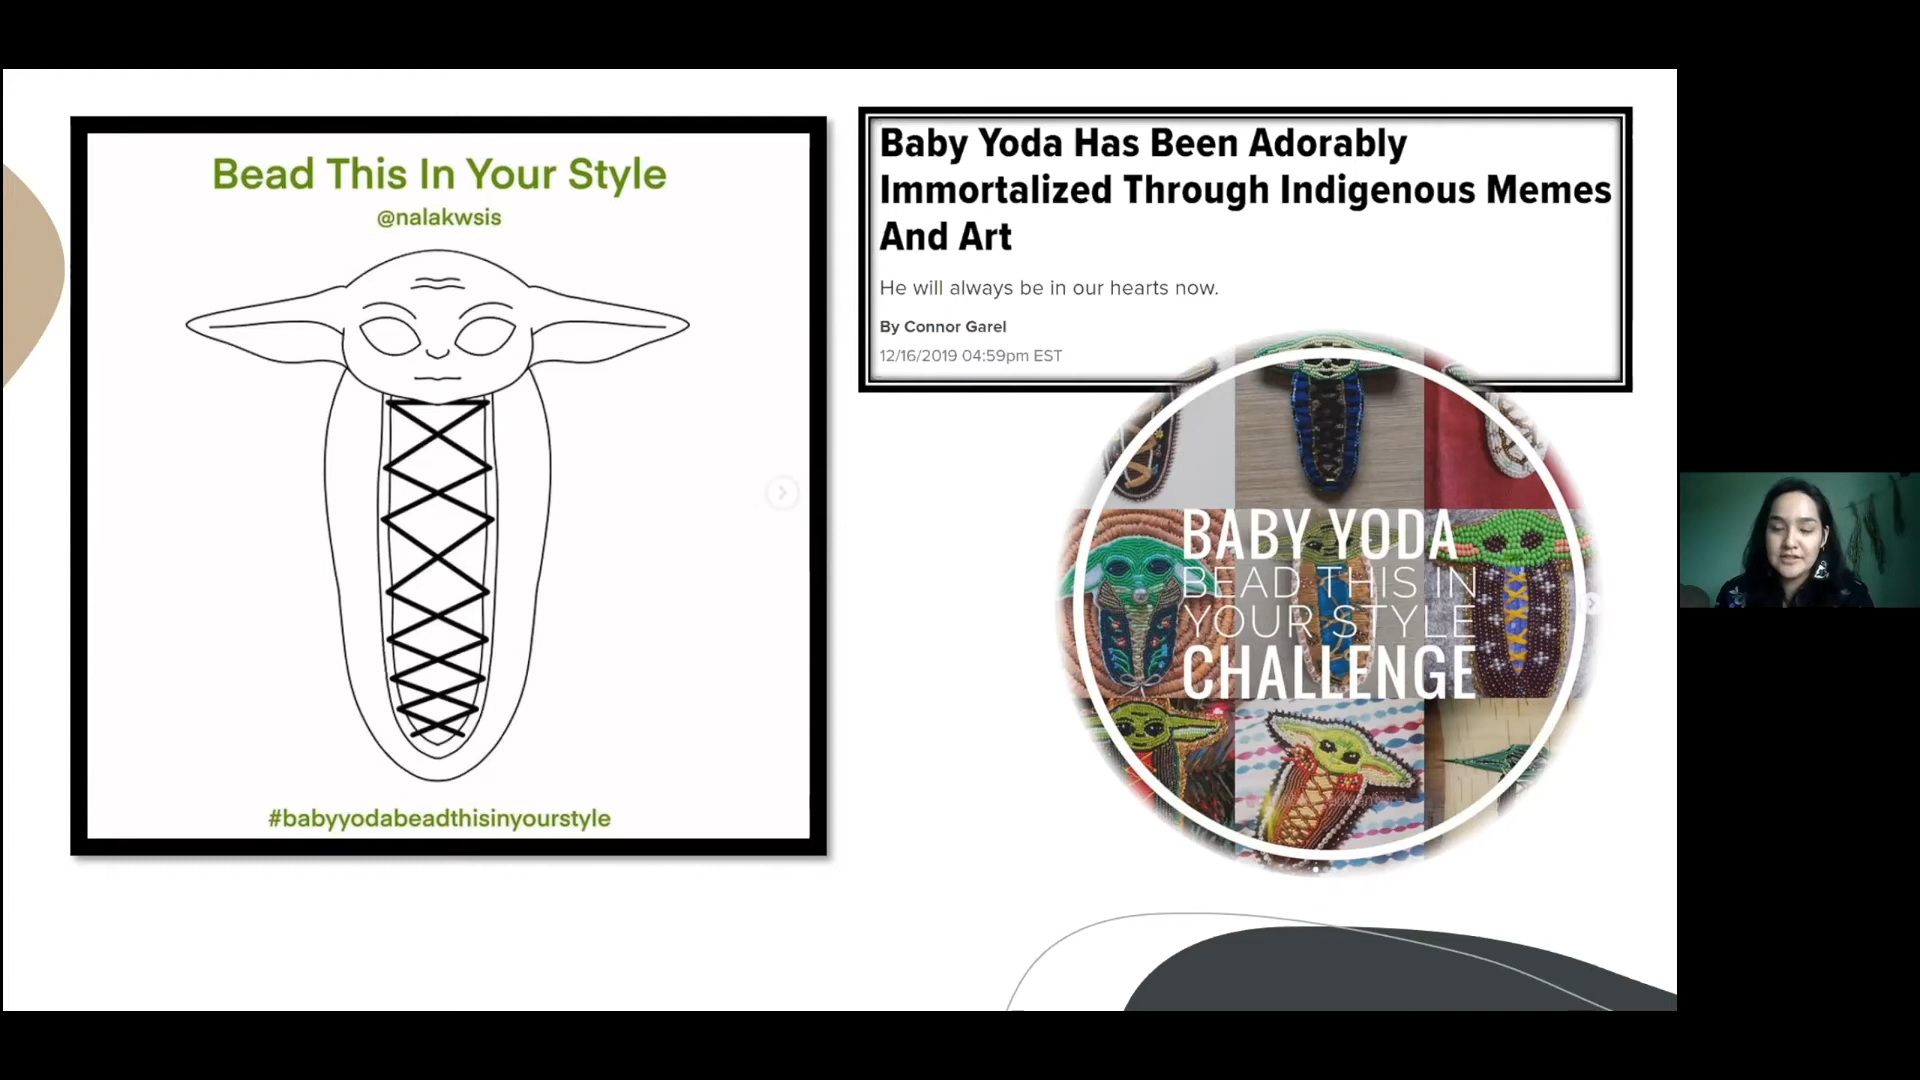 Bead This In Your Style
@nalakwsis
#babyyodabeadthisinyourstyle
Baby Yoda Has Been Adorably
Immortalized Through Indigenous Memes
And Art
He will always be in our hearts now.
By Connor Garel
12/16/2019 04:59pm EST
BABY YODA
BEAD THIS IN
YOUR STYLE
CHALLENGE